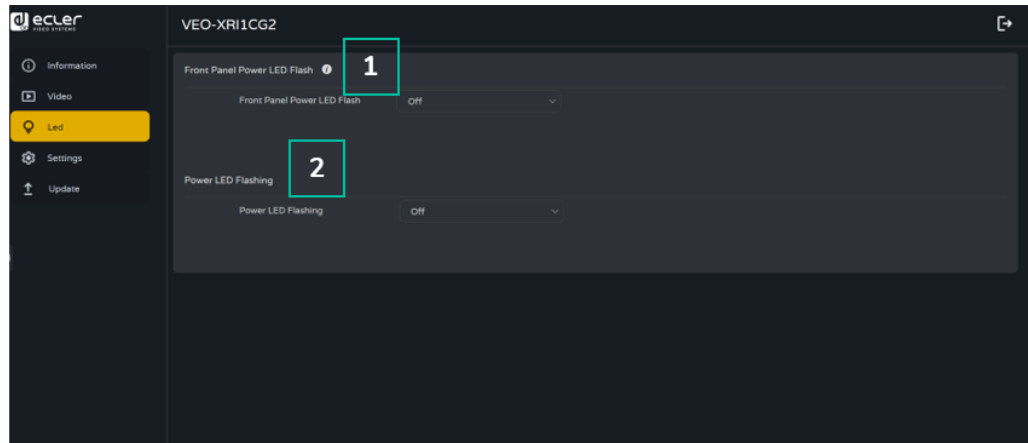 ecler
VIDEO SYSTEMS
VEO-XRI1CG2
Information
Video
Led
Settings
Update
Front Panel Power LED Flash
1
Front Panel Power LED Flash Off
2
Power LED Flashing
Power LED Flashing Off